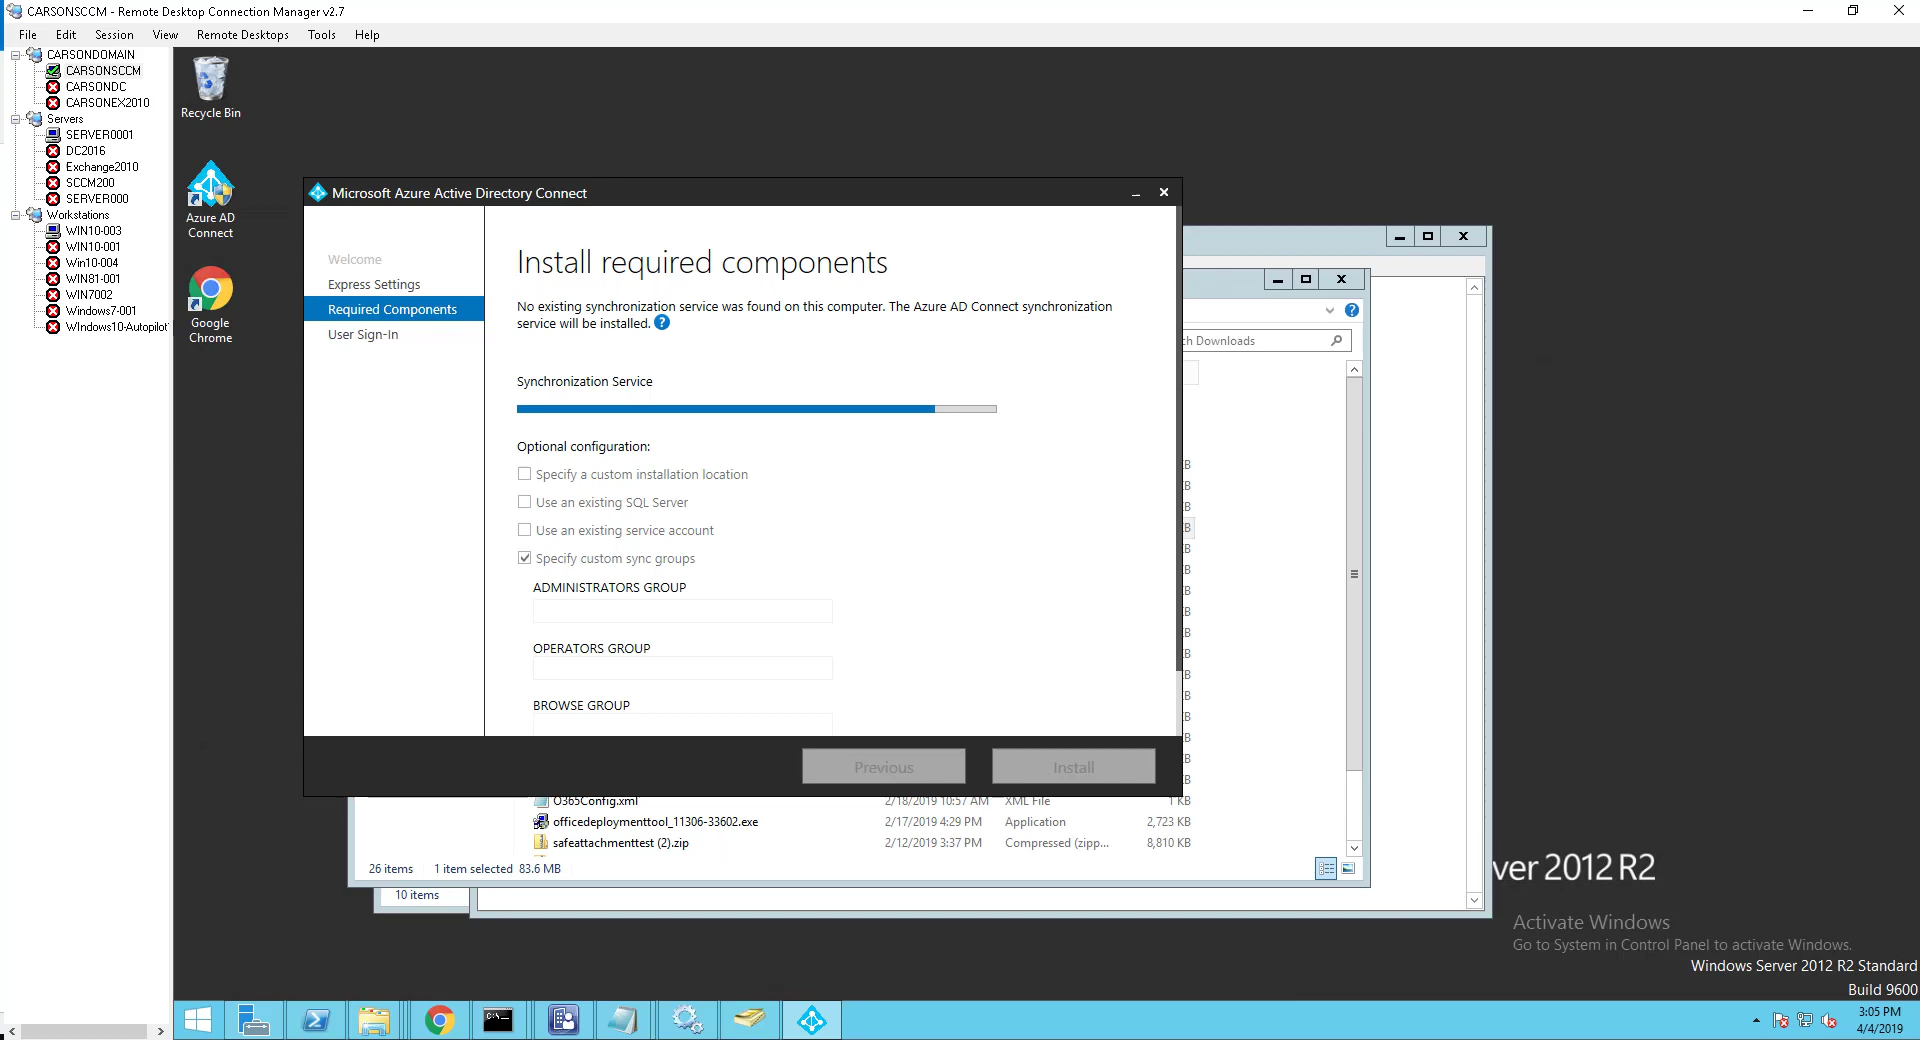 CARSONSCCM - Remote Desktop Connection Manager v2.7
File Edit Session View Remote Desktops Tools Help
CARSONDOMAIN
CARSONSCCM
CARSONDC
CARSONEX2010
Servers
SERVER0001
DC2016
Exchange2010
SCCM200
SERVER000
Workstations
WIN10-003
WIN10-001
Win10-004
WIN81-001
WIN7002
Windows7-001
WIndows10-Autopilot
Recycle Bin
Azure AD
Connect
Google
Chrome
Microsoft Azure Active Directory Connect
Welcome
Express Settings
Required Components
User Sign-In
Install required components
No existing synchronization service was found on this computer. The Azure AD Connect synchronization
service will be installed. ?
Synchronization Service
Optional configuration:
Specify a custom installation location
Use an existing SQL Server
Use an existing service account
Specify custom sync groups
ADMINISTRATORS GROUP
OPERATORS GROUP
BROWSE GROUP
Previous Install
ch Downloads
O365Config.xml 2/18/2019 10:57 AM XML File 1 KB
officedeploymenttool_11306-33602.exe 2/17/2019 4:29 PM Application 2,723 KB
safeattachmenttest (2).zip 2/12/2019 3:37 PM Compressed (zipp... 8,810 KB
26 items 1 item selected 83.6 MB
10 items
ver 2012 R2
Activate Windows
Go to System in Control Panel to activate Windows.
Windows Server 2012 R2 Standard
Build 9600
3:05 PM
4/4/2019